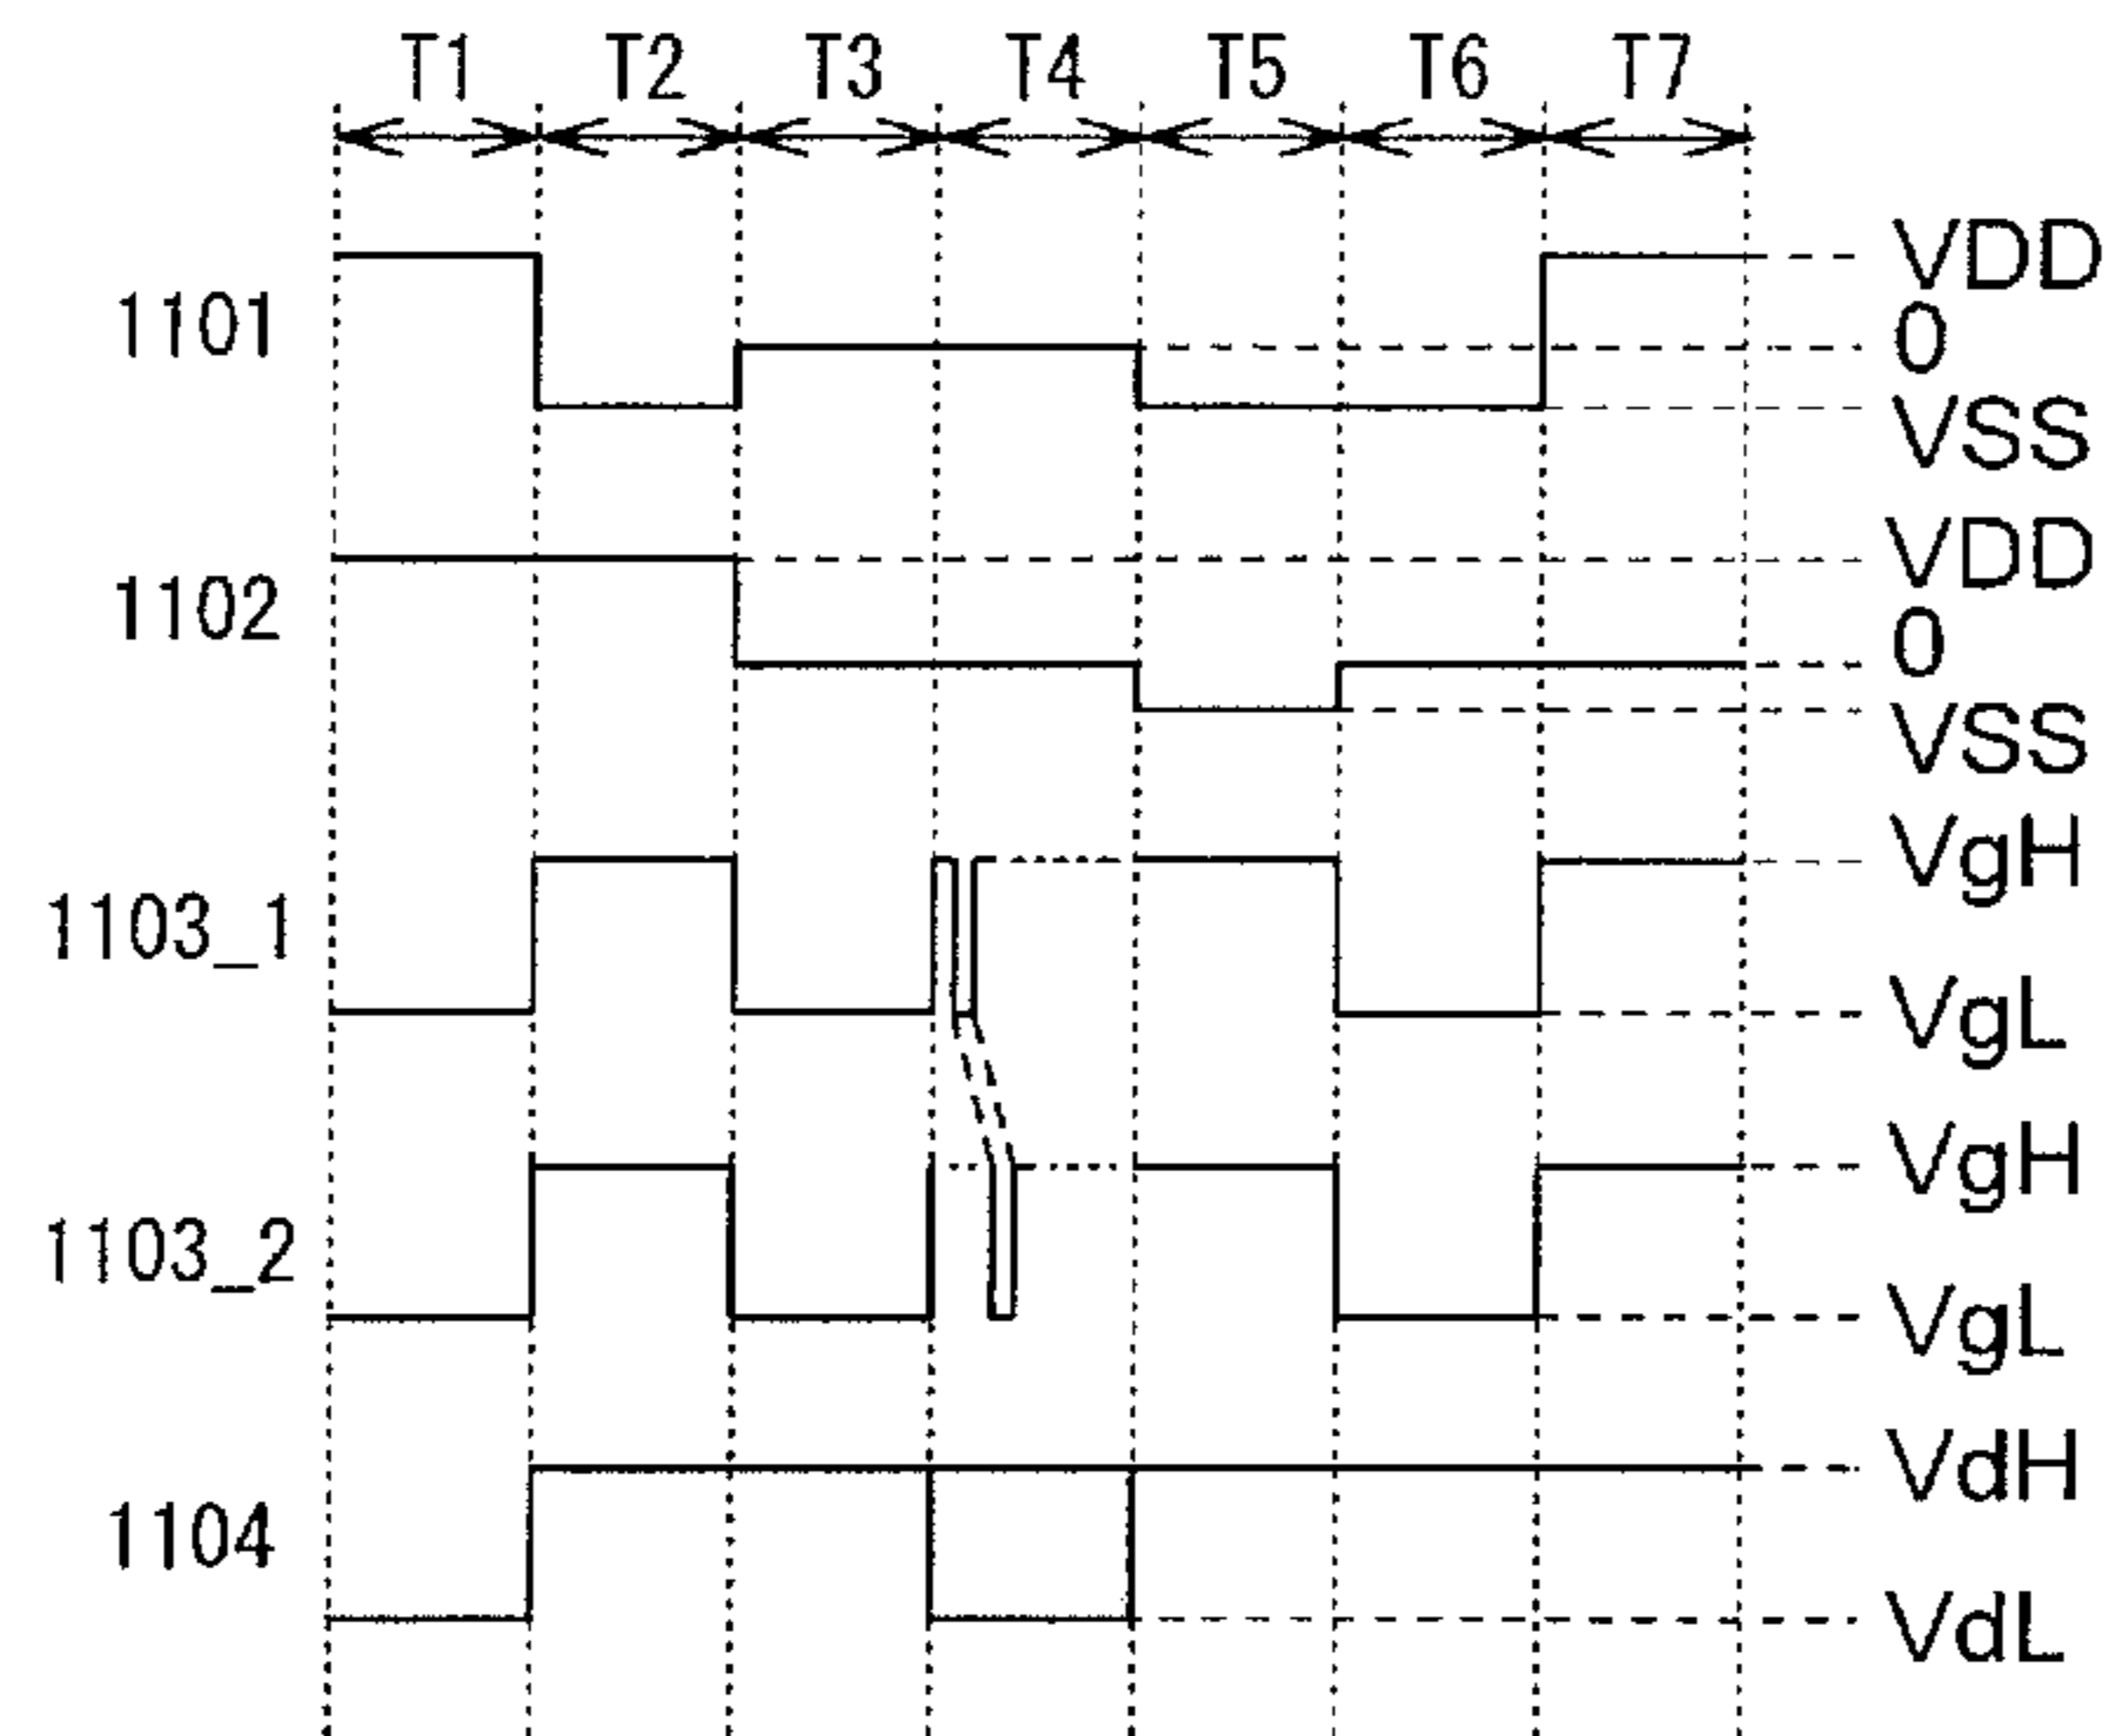 T1 T2 T3 T4 T5 T6 T7
VDD
1101
0
VSS
VDD
1102
0
VSS
VgH
1103_1
VgL
VgH
1103_2
VgL
VdH
1104
VdL